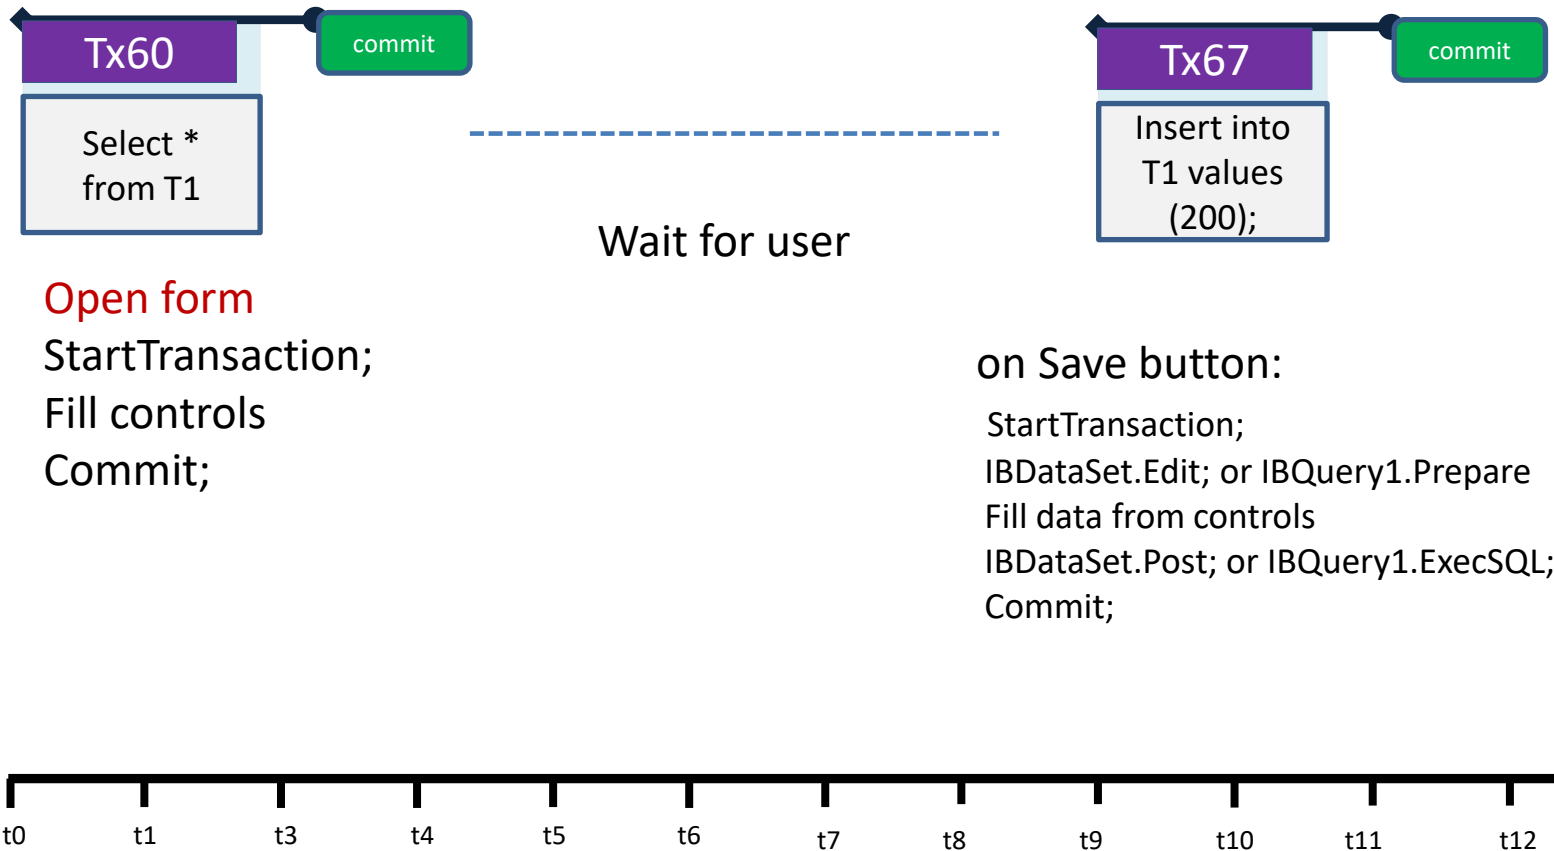 Tx60
commit
Select *
from T1
Wait for user
Tx67
commit
Insert into
T1 values
(200);
Open form
StartTransaction;
Fill controls
Commit;
on Save button:
StartTransaction;
IBDataSet.Edit; or IBQuery1.Prepare
Fill data from controls
IBDataSet.Post; or IBQuery1.ExecSQL;
Commit;
t0 t1 t3 t4 t5 t6 t7 t8 t9 t10 t11 t12